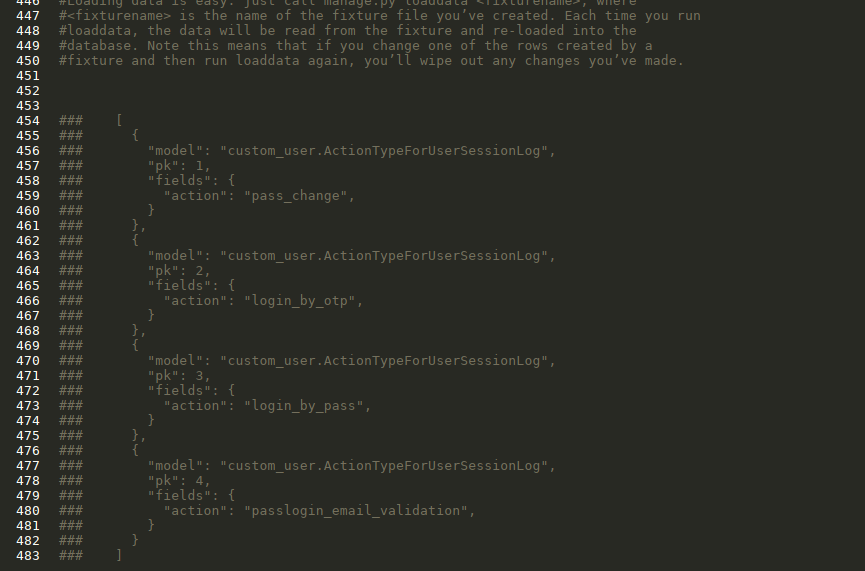 446 #Loading data is easy: just call manage.py loaddata <fixturename>, where
447 #<fixturename> is the name of the fixture file you’ve created. Each time you run
448 #loaddata, the data will be read from the fixture and re-loaded into the
449 #database. Note this means that if you change one of the rows created by a
450 #fixture and then run loaddata again, you’ll wipe out any changes you’ve made.
451
452
453
454 ###    [
455 ###      {
456 ###        "model": "custom_user.ActionTypeForUserSessionLog",
457 ###        "pk": 1,
458 ###        "fields": {
459 ###          "action": "pass_change",
460 ###        }
461 ###      },
462 ###      {
463 ###        "model": "custom_user.ActionTypeForUserSessionLog",
464 ###        "pk": 2,
465 ###        "fields": {
466 ###          "action": "login_by_otp",
467 ###        }
468 ###      },
469 ###      {
470 ###        "model": "custom_user.ActionTypeForUserSessionLog",
471 ###        "pk": 3,
472 ###        "fields": {
473 ###          "action": "login_by_pass",
474 ###        }
475 ###      },
476 ###      {
477 ###        "model": "custom_user.ActionTypeForUserSessionLog",
478 ###        "pk": 4,
479 ###        "fields": {
480 ###          "action": "passlogin_email_validation",
481 ###        }
482 ###      }
483 ###    ]